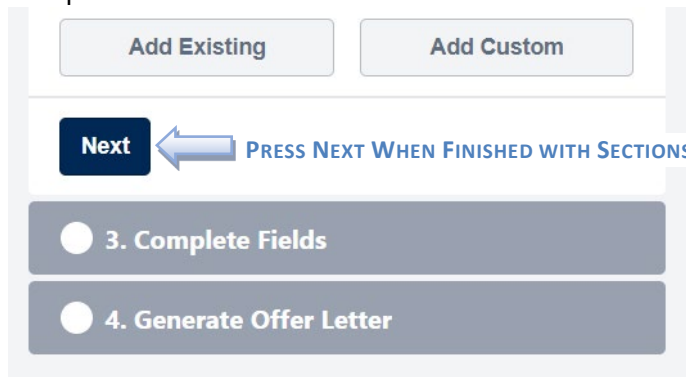 Add Existing Add Custom
Next PRESS NEXT WHEN FINISHED WITH SECTIONS
3. Complete Fields
4. Generate Offer Letter